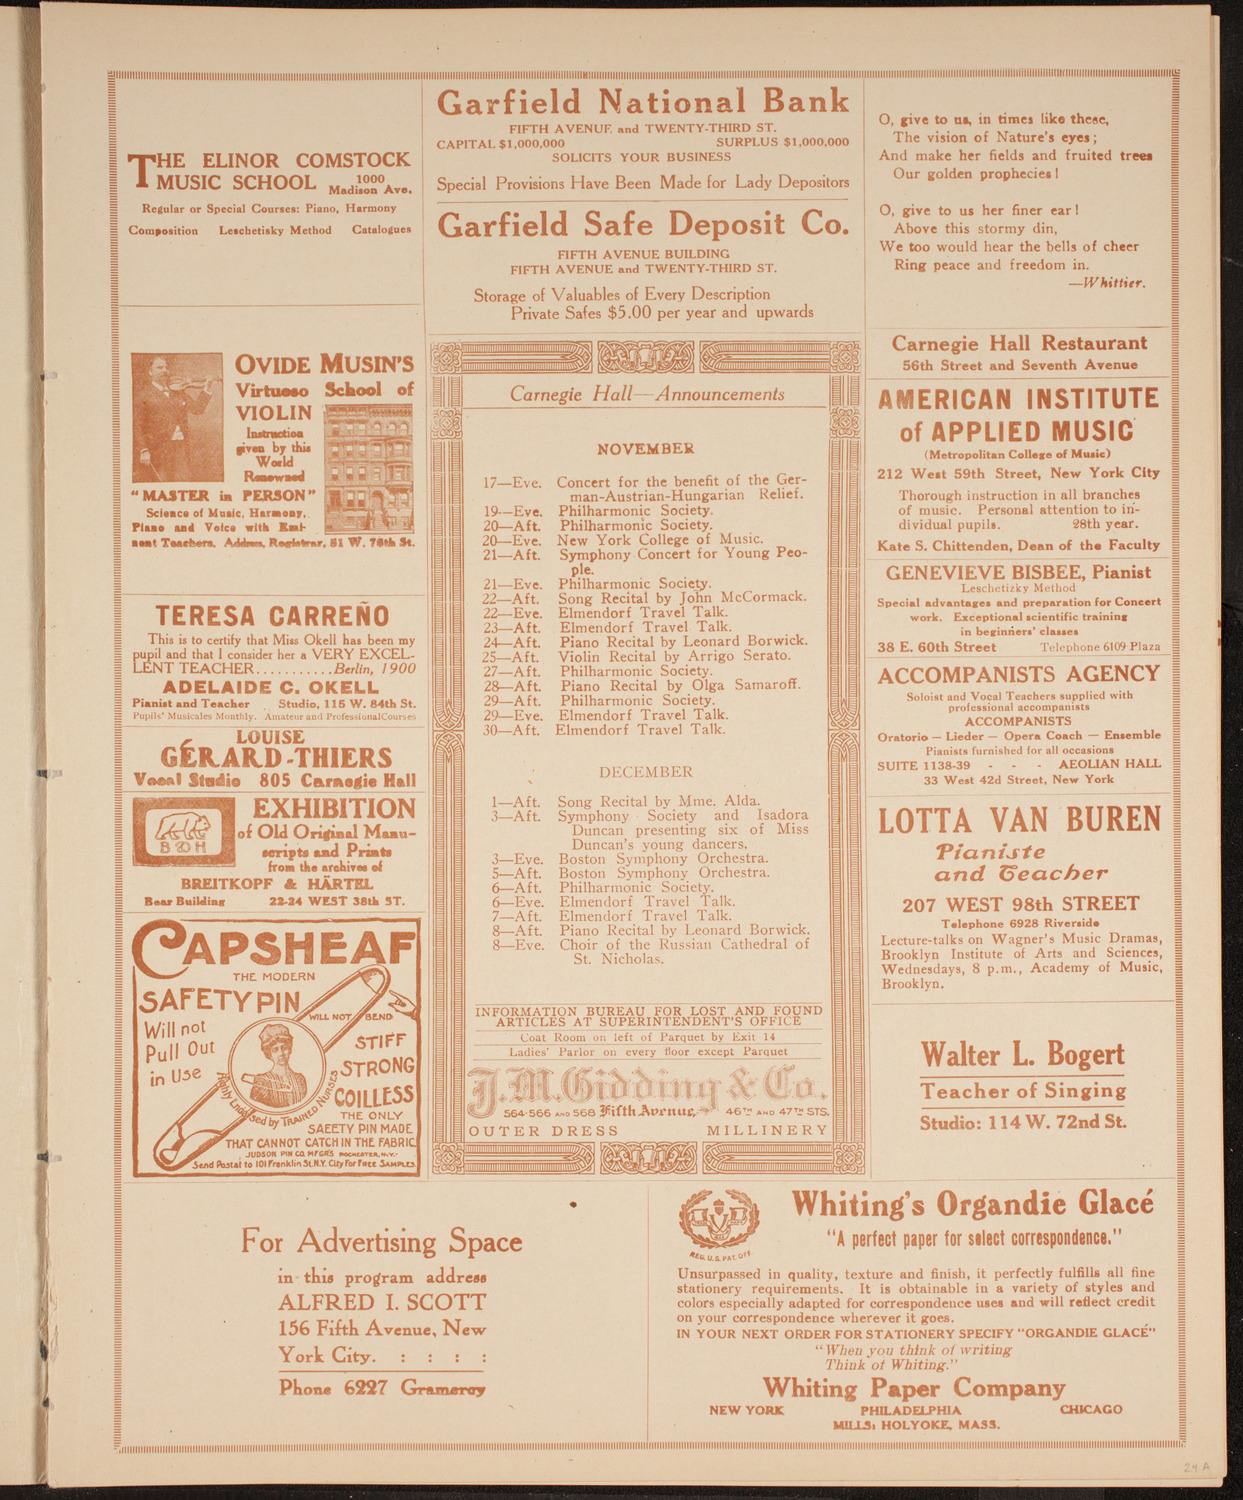 THE ELINOR COMSTOCK
MUSIC SCHOOL 1000
Madison Ave.
Regular or Special Courses: Piano, Harmony
Composition Leschetisky Method Catalogues
OVIDE MUSIN'S
Virtuoso School of
VIOLIN
Instruction
given by this
World
Renowned
"MASTER in PERSON"
Science of Music, Harmony,
Piano and Voice with Emi-
nent Teachers. Address, Registrar, 51 W. 76th St.
TERESA CARREÑO
This is to certify that Miss Okell has been my
pupil and that I consider her a VERY EXCEL-
LENT TEACHER...........Berlin, 1900
ADELAIDE C. OKELL
Pianist and Teacher . Studio, 115 W. 84th St.
Pupils' Musicales Monthly. Amateur and Professional Courses
LOUISE
GÉRARD-THIERS
Vocal Studio 805 Carnegie Hall
B & H
EXHIBITION
of Old Original Manu-
scripts and Prints
from the archives of
BREITKOPF & HÄRTEL
Bear Building 22-24 WEST 38th ST.
CAPSHEAF
THE MODERN
SAFETY PIN
WILL NOT BEND
Will not
Pull Out
in Use
STIFF
STRONG
COILLESS
Highly Endorsed by TRAINED NURSES
THE ONLY
SAFETY PIN MADE
THAT CANNOT CATCH IN THE FABRIC
JUDSON PIN CO. MFGRS ROCHESTER, N.Y.
Send Postal to 101 Franklin St. N.Y. City For FREE SAMPLES.
Garfield National Bank
FIFTH AVENUE and TWENTY-THIRD ST.
CAPITAL $1,000,000 SURPLUS $1,000,000
SOLICITS YOUR BUSINESS
Special Provisions Have Been Made for Lady Depositors
Garfield Safe Deposit Co.
FIFTH AVENUE BUILDING
FIFTH AVENUE and TWENTY-THIRD ST.
Storage of Valuables of Every Description
Private Safes $5.00 per year and upwards
Carnegie Hall—Announcements
NOVEMBER
17—Eve. Concert for the benefit of the Ger-
man-Austrian-Hungarian Relief.
19—Eve. Philharmonic Society.
20—Aft. Philharmonic Society.
20—Eve. New York College of Music.
21—Aft. Symphony Concert for Young Peo-
ple.
21—Eve. Philharmonic Society.
22—Aft. Song Recital by John McCormack.
22—Eve. Elmendorf Travel Talk.
23—Aft. Elmendorf Travel Talk.
24—Aft. Piano Recital by Leonard Borwick.
25—Aft. Violin Recital by Arrigo Serato.
27—Aft. Philharmonic Society.
28—Aft. Piano Recital by Olga Samaroff.
29—Aft. Philharmonic Society.
29—Eve. Elmendorf Travel Talk.
30—Aft. Elmendorf Travel Talk.
DECEMBER
1—Aft. Song Recital by Mme. Alda.
3—Aft. Symphony Society and Isadora
Duncan presenting six of Miss
Duncan's young dancers.
3—Eve. Boston Symphony Orchestra.
5—Aft. Boston Symphony Orchestra.
6—Aft. Philharmonic Society.
6—Eve. Elmendorf Travel Talk.
7—Aft. Elmendorf Travel Talk.
8—Aft. Piano Recital by Leonard Borwick.
8—Eve. Choir of the Russian Cathedral of
St. Nicholas.
INFORMATION BUREAU FOR LOST AND FOUND
ARTICLES AT SUPERINTENDENT'S OFFICE
Coat Room on left of Parquet by Exit 14
Ladies' Parlor on every floor except Parquet
J.M. Gidding & Co.
564-566 AND 568 Fifth Avenue, 46TH AND 47TH STS.
OUTER DRESS MILLINERY
O, give to us, in times like these,
The vision of Nature's eyes;
And make her fields and fruited trees
Our golden prophecies!
O, give to us her finer ear!
Above this stormy din,
We too would hear the bells of cheer
Ring peace and freedom in.
—Whittier.
Carnegie Hall Restaurant
56th Street and Seventh Avenue
AMERICAN INSTITUTE
of APPLIED MUSIC
(Metropolitan College of Music)
212 West 59th Street, New York City
Thorough instruction in all branches
of music. Personal attention to in-
dividual pupils. 28th year.
Kate S. Chittenden, Dean of the Faculty
GENEVIEVE BISBEE, Pianist
Leschetizky Method
Special advantages and preparation for Concert
work. Exceptional scientific training
in beginners' classes
38 E. 60th Street Telephone 6109 Plaza
ACCOMPANISTS AGENCY
Soloist and Vocal Teachers supplied with
professional accompanists
ACCOMPANISTS
Oratorio — Lieder — Opera Coach — Ensemble
Pianists furnished for all occasions
SUITE 1138-39 - - - AEOLIAN HALL
33 West 42d Street, New York
LOTTA VAN BUREN
Pianiste
and Teacher
207 WEST 98th STREET
Telephone 6928 Riverside
Lecture-talks on Wagner's Music Dramas,
Brooklyn Institute of Arts and Sciences,
Wednesdays, 8 p.m., Academy of Music,
Brooklyn.
Walter L. Bogert
Teacher of Singing
Studio: 114 W. 72nd St.
For Advertising Space
in this program address
ALFRED I. SCOTT
156 Fifth Avenue, New
York City. : : : :
Phone 6227 Gramercy
REG. U.S. PAT. OFF.
Whiting's Organdie Glacé
"A perfect paper for select correspondence."
Unsurpassed in quality, texture and finish, it perfectly fulfills all fine
stationery requirements. It is obtainable in a variety of styles and
colors especially adapted for correspondence uses and will reflect credit
on your correspondence wherever it goes.
IN YOUR NEXT ORDER FOR STATIONERY SPECIFY "ORGANDIE GLACÉ"
"When you think of writing
Think of Whiting."
Whiting Paper Company
NEW YORK PHILADELPHIA CHICAGO
MILLS: HOLYOKE, MASS.
24 A